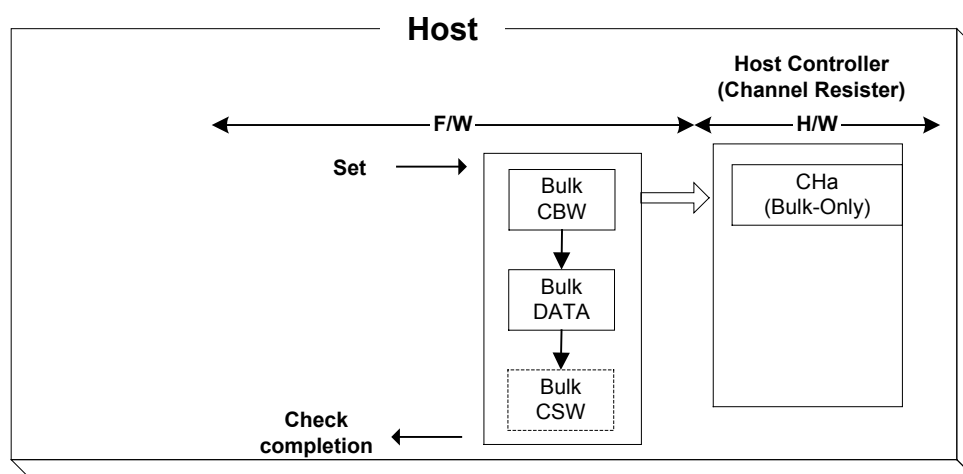 Host
Host Controller
(Channel Resister)
F/W
H/W
Set
Bulk
CBW
CHa
(Bulk-Only)
Bulk
DATA
Bulk
CSW
Check
completion